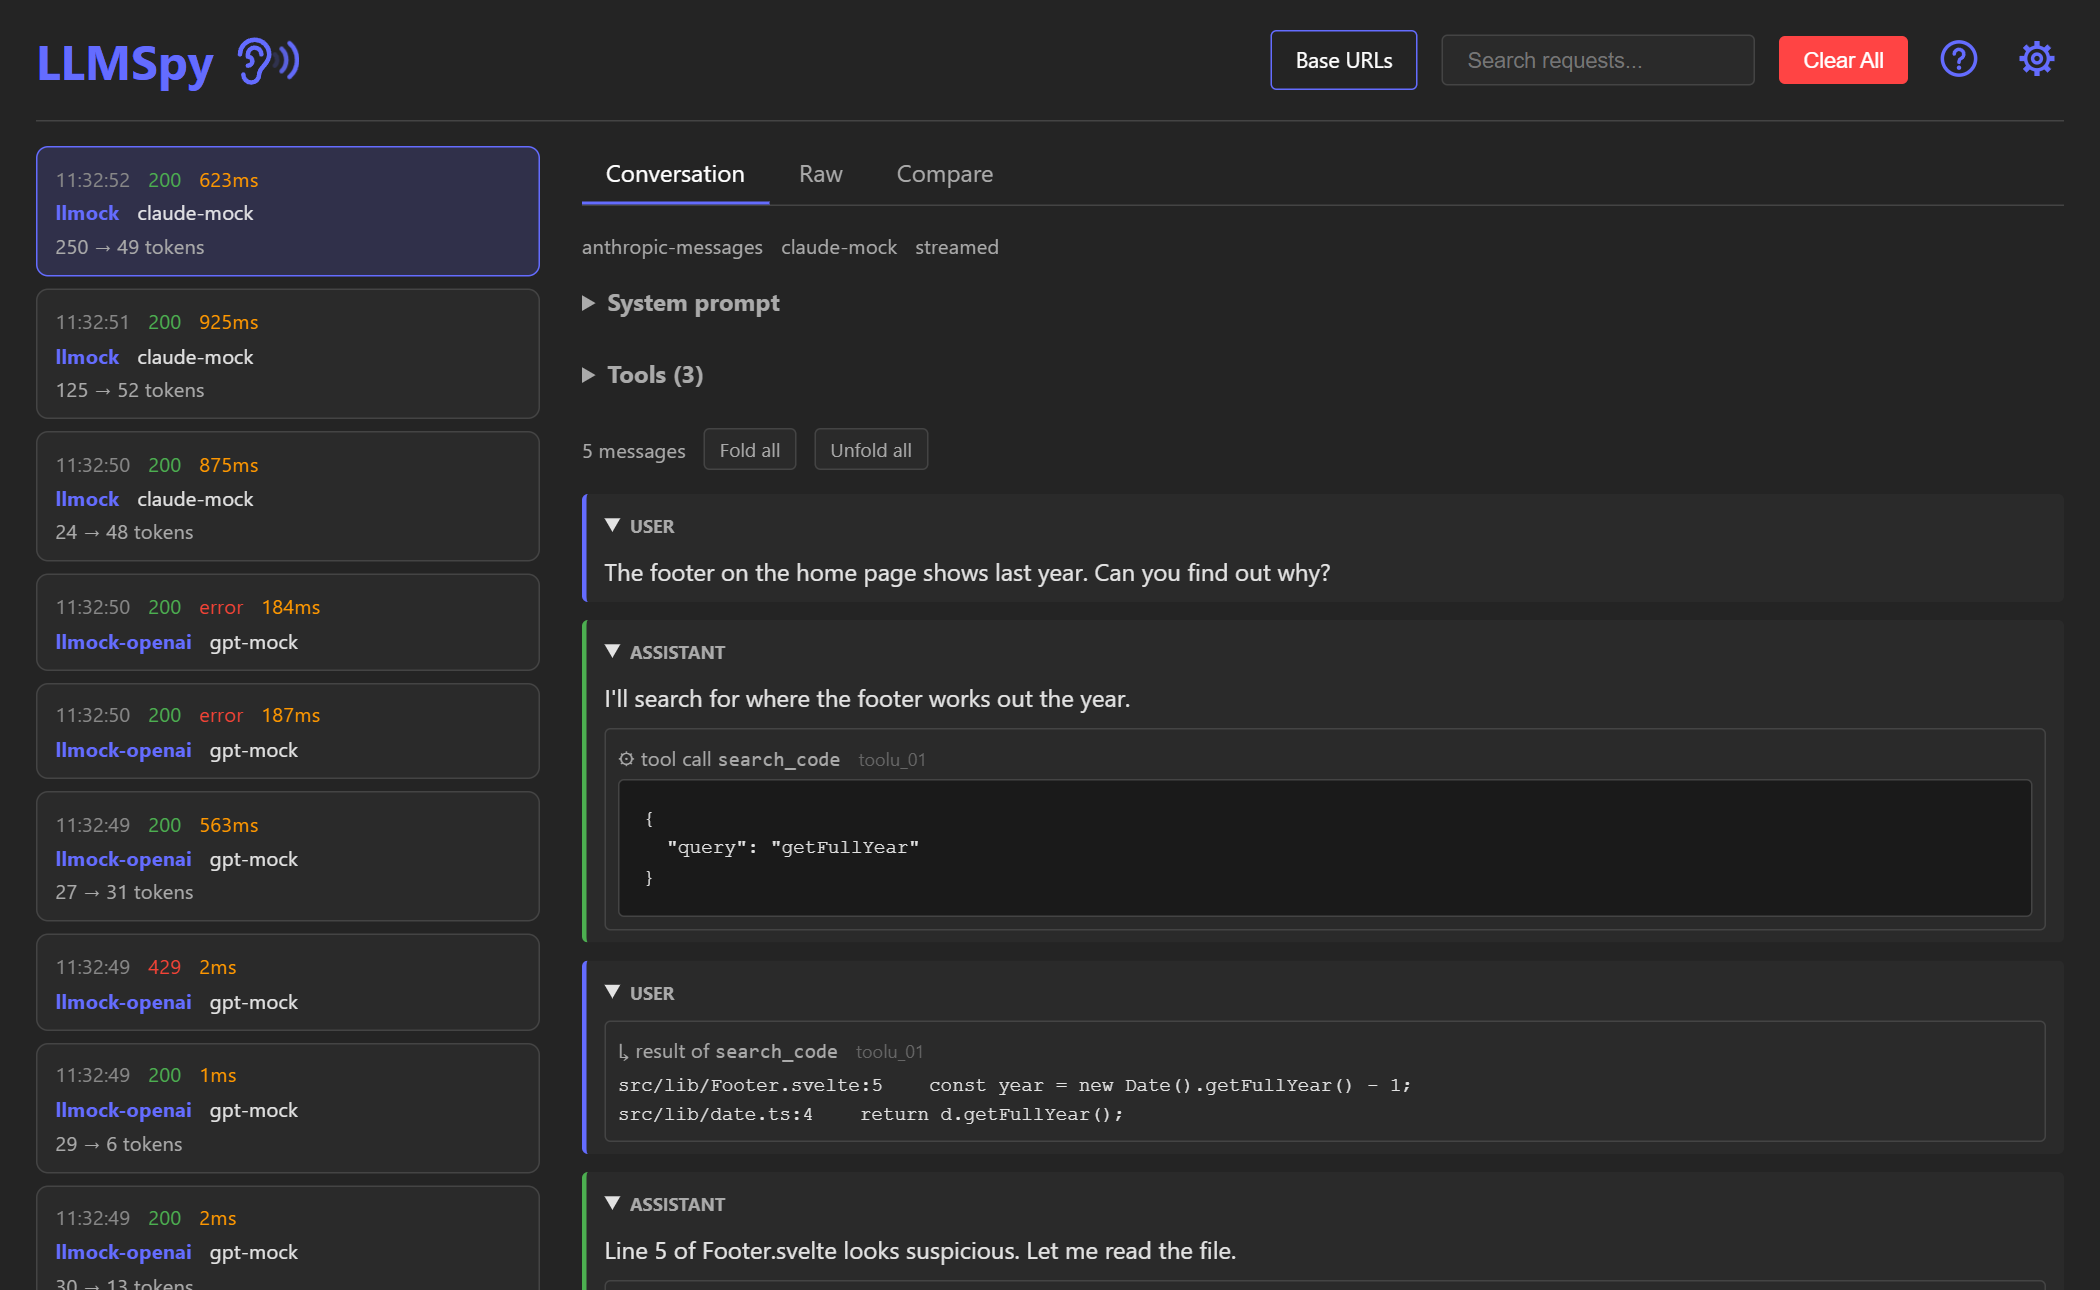 LLMSpy
Base URLs
Search requests...
Clear All
11:32:52 200 623ms
llmock claude-mock
250 → 49 tokens
11:32:51 200 925ms
llmock claude-mock
125 → 52 tokens
11:32:50 200 875ms
llmock claude-mock
24 → 48 tokens
11:32:50 200 error 184ms
llmock-openai gpt-mock
11:32:50 200 error 187ms
llmock-openai gpt-mock
11:32:49 200 563ms
llmock-openai gpt-mock
27 → 31 tokens
11:32:49 429 2ms
llmock-openai gpt-mock
11:32:49 200 1ms
llmock-openai gpt-mock
29 → 6 tokens
11:32:49 200 2ms
llmock-openai gpt-mock
30 → 13 tokens
Conversation Raw Compare
anthropic-messages claude-mock streamed
▶ System prompt
▶ Tools (3)
5 messages Fold all Unfold all
▼ USER
The footer on the home page shows last year. Can you find out why?
▼ ASSISTANT
I'll search for where the footer works out the year.
⚙ tool call search_code toolu_01
{
  "query": "getFullYear"
}
▼ USER
↳ result of search_code toolu_01
src/lib/Footer.svelte:5    const year = new Date().getFullYear() - 1;
src/lib/date.ts:4    return d.getFullYear();
▼ ASSISTANT
Line 5 of Footer.svelte looks suspicious. Let me read the file.